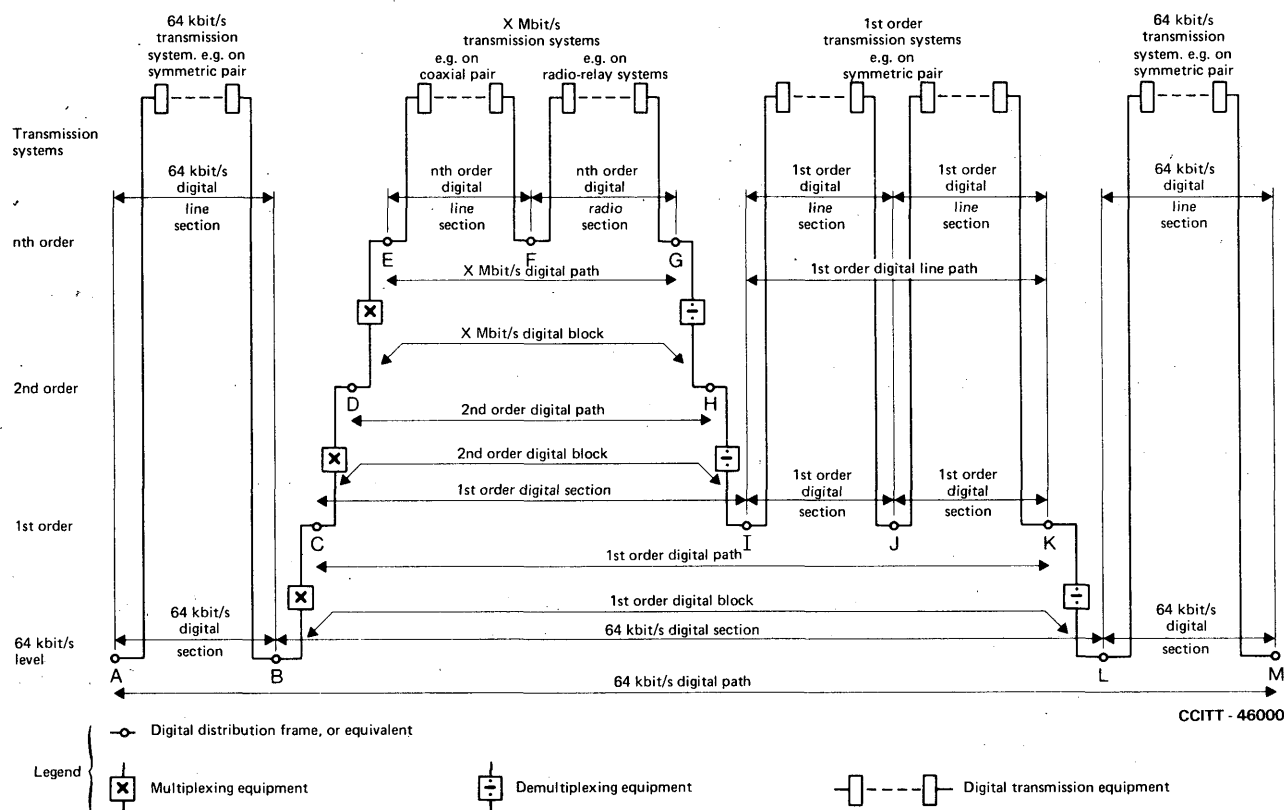 64 kbit/s
transmission
system. e.g. on
symmetric pair
X Mbit/s
transmission systems
e.g. on
coaxial pair
e.g. on
radio-relay systems
1st order
transmission systems
e.g. on
symmetric pair
64 kbit/s
transmission
system. e.g. on
symmetric pair
Transmission
systems
64 kbit/s
digital
line
section
nth order
digital
line
section
nth order
digital
radio
section
1st order
digital
line
section
1st order
digital
line
section
64 kbit/s
digital
line
section
nth order
E
F
G
X Mbit/s digital path
1st order digital line path
X Mbit/s digital block
2nd order
D
H
2nd order digital path
2nd order digital block
1st order digital section
1st order
digital
section
1st order
digital
section
1st order
C
I
J
K
1st order digital path
1st order digital block
64 kbit/s
digital
section
64 kbit/s digital section
64 kbit/s
digital
section
64 kbit/s
level
A
B
L
M
64 kbit/s digital path
CCITT - 46000
Legend
Digital distribution frame, or equivalent
Multiplexing equipment
Demultiplexing equipment
Digital transmission equipment